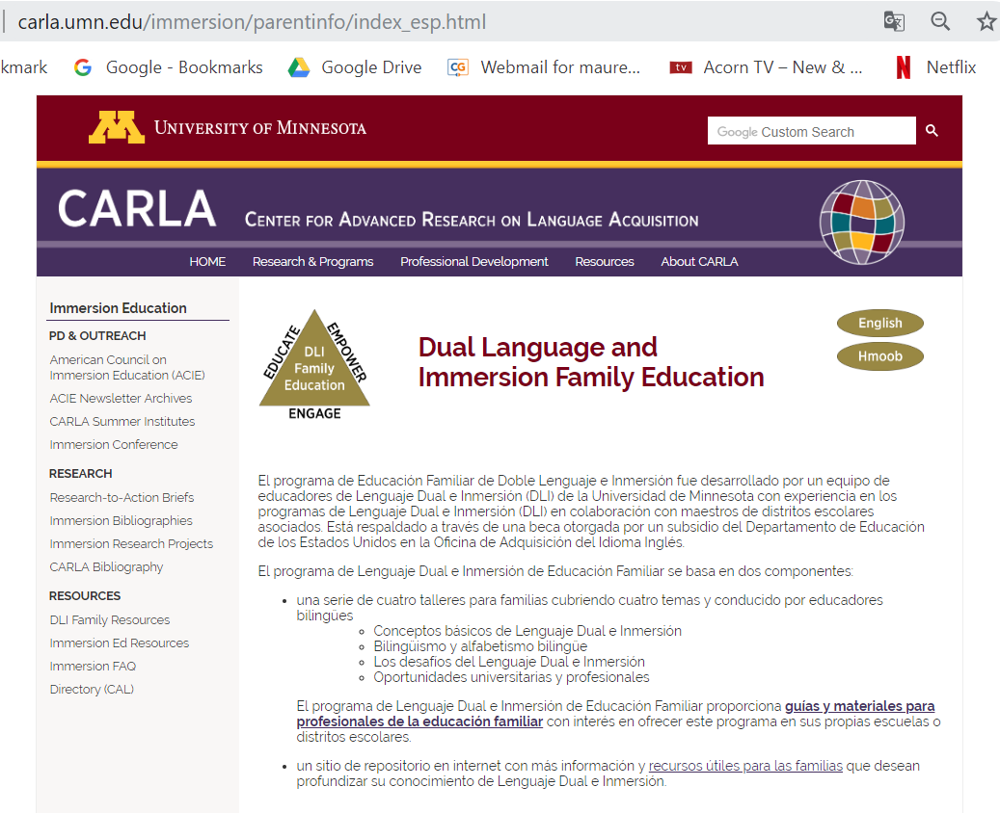 carla.umn.edu/immersion/parentinfo/index_esp.html
kmark
Google - Bookmarks
Google Drive
CG
Webmail for maure...
tv
Acorn TV – New & ...
N
Netflix
M
UNIVERSITY OF MINNESOTA
Google Custom Search
CARLA
CENTER FOR ADVANCED RESEARCH ON LANGUAGE ACQUISITION
HOME
Research & Programs
Professional Development
Resources
About CARLA
Immersion Education
PD & OUTREACH
American Council on
Immersion Education (ACIE)
ACIE Newsletter Archives
CARLA Summer Institutes
Immersion Conference
RESEARCH
Research-to-Action Briefs
Immersion Bibliographies
Immersion Research Projects
CARLA Bibliography
RESOURCES
DLI Family Resources
Immersion Ed Resources
Immersion FAQ
Directory (CAL)
EDUCATE
EMPOWER
DLI
Family
Education
ENGAGE
Dual Language and
Immersion Family Education
English
Hmoob
El programa de Educación Familiar de Doble Lenguaje e Inmersión fue desarrollado por un equipo de
educadores de Lenguaje Dual e Inmersión (DLI) de la Universidad de Minnesota con experiencia en los
programas de Lenguaje Dual e Inmersión (DLI) en colaboración con maestros de distritos escolares
asociados. Está respaldado a través de una beca otorgada por un subsidio del Departamento de Educación
de los Estados Unidos en la Oficina de Adquisición del Idioma Inglés.
El programa de Lenguaje Dual e Inmersión de Educación Familiar se basa en dos componentes:
una serie de cuatro talleres para familias cubriendo cuatro temas y conducido por educadores
bilingües
Conceptos básicos de Lenguaje Dual e Inmersión
Bilingüismo y alfabetismo bilingüe
Los desafíos del Lenguaje Dual e Inmersión
Oportunidades universitarias y profesionales
El programa de Lenguaje Dual e Inmersión de Educación Familiar proporciona guías y materiales para
profesionales de la educación familiar con interés en ofrecer este programa en sus propias escuelas o
distritos escolares.
un sitio de repositorio en internet con más información y recursos útiles para las familias que desean
profundizar su conocimiento de Lenguaje Dual e Inmersión.